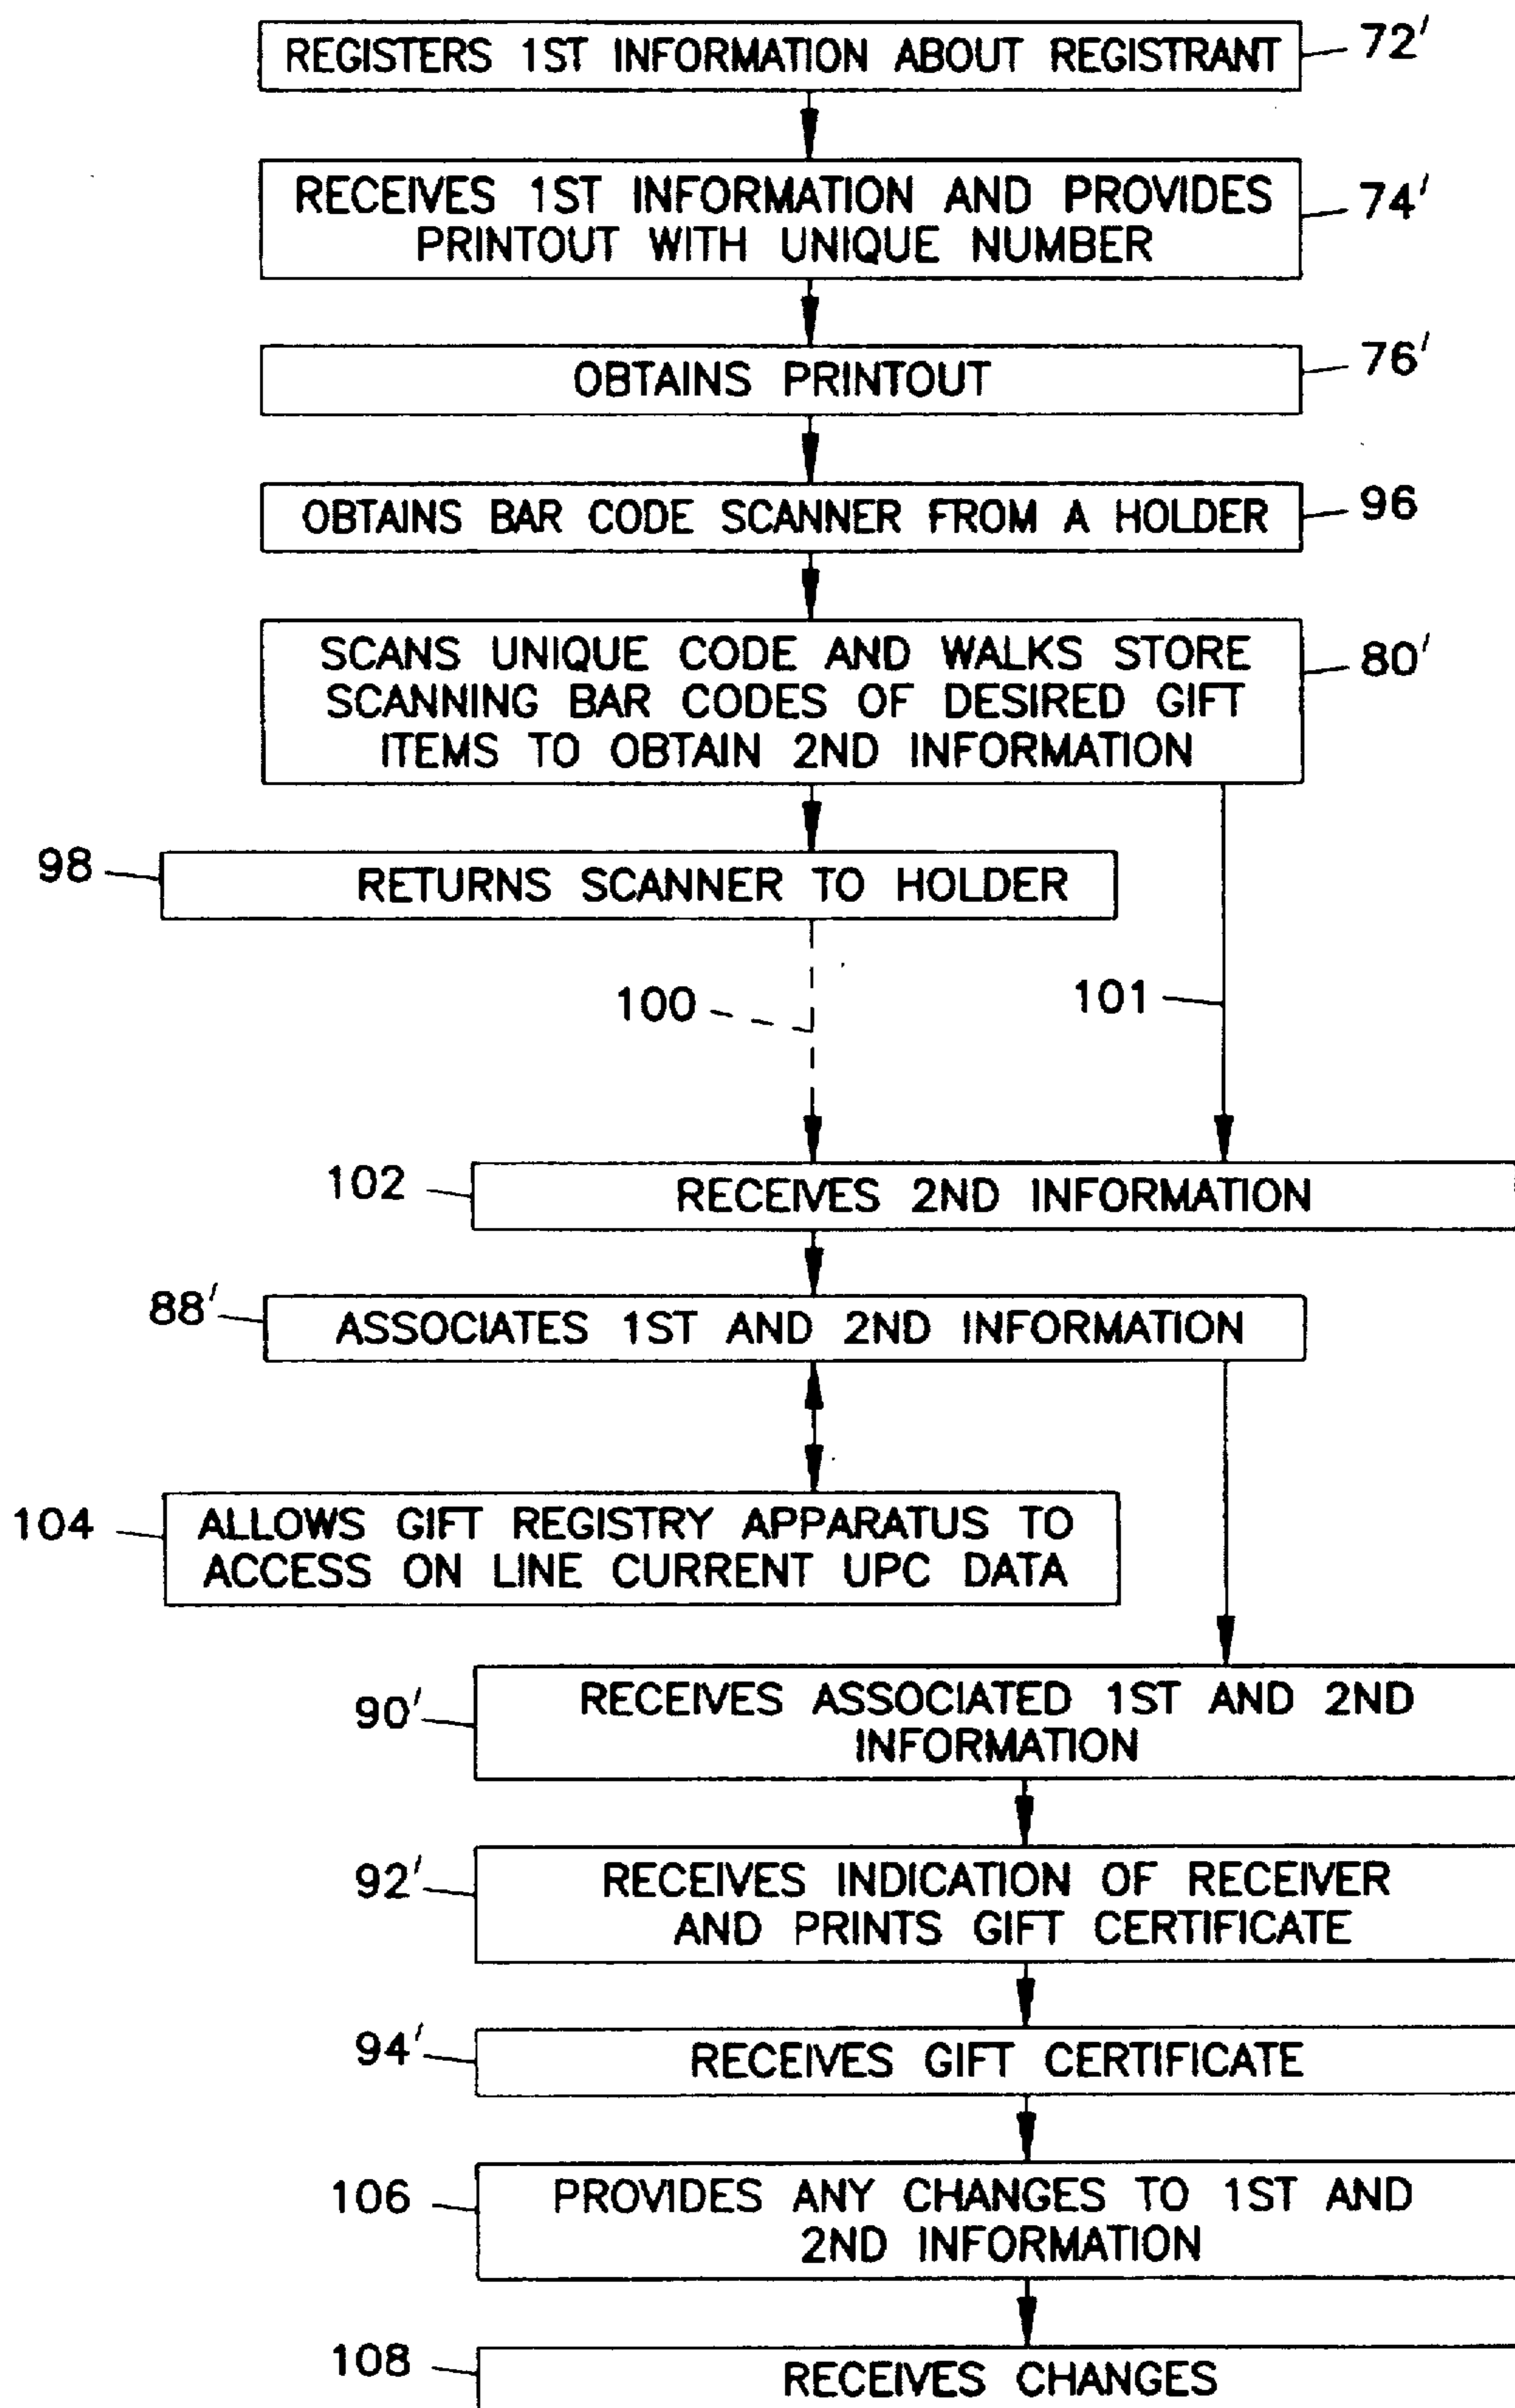 REGISTERS 1ST INFORMATION ABOUT REGISTRANT
72'
RECEIVES 1ST INFORMATION AND PROVIDES
PRINTOUT WITH UNIQUE NUMBER
74'
OBTAINS PRINTOUT
76'
OBTAINS BAR CODE SCANNER FROM A HOLDER
96
SCANS UNIQUE CODE AND WALKS STORE
SCANNING BAR CODES OF DESIRED GIFT
ITEMS TO OBTAIN 2ND INFORMATION
80'
98
RETURNS SCANNER TO HOLDER
100
101
102
RECEIVES 2ND INFORMATION
88'
ASSOCIATES 1ST AND 2ND INFORMATION
104
ALLOWS GIFT REGISTRY APPARATUS TO
ACCESS ON LINE CURRENT UPC DATA
90'
RECEIVES ASSOCIATED 1ST AND 2ND
INFORMATION
92'
RECEIVES INDICATION OF RECEIVER
AND PRINTS GIFT CERTIFICATE
94'
RECEIVES GIFT CERTIFICATE
106
PROVIDES ANY CHANGES TO 1ST AND
2ND INFORMATION
108
RECEIVES CHANGES